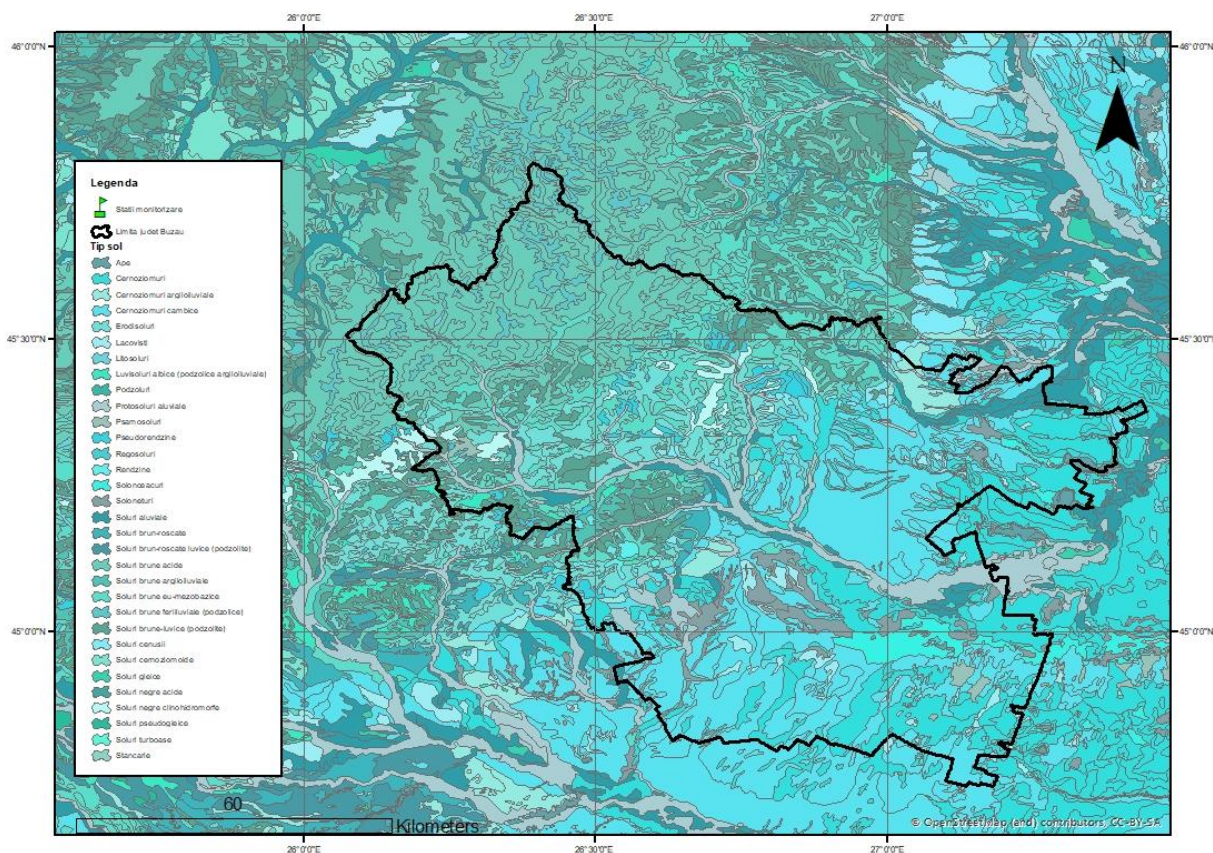 26°0'0"E 26°30'0"E 27°0'0"E
46°0'0"N 46°0'0"N
N
Legenda
Statii monitorizare
Limita judet Buzau
Tip sol
Ape
Cernoziomuri
Cernoziomuri argiloiluviale
Cernoziomuri cambice
Erodisoluri
Lacovisti
Litosoluri
Luvisoluri albice (podzolice argiloiluviale)
Podzoluri
Protosoluri aluviale
Psamosoluri
Pseudorendzine
Regosoluri
Rendzine
Solonceacuri
Soloneturi
Soluri aluviale
Soluri brun-roscate
Soluri brun-roscate luvice (podzolite)
Soluri brune acide
Soluri brune argiloiluviale
Soluri brune eu-mezobazice
Soluri brune feriiluviale (podzolice)
Soluri brune-luvice (podzolite)
Soluri cenusii
Soluri cernoziomoide
Soluri gleice
Soluri negre acide
Soluri negre clinohidromorfe
Soluri pseudogleice
Soluri turboase
Stancarie
45°30'0"N 45°30'0"N
45°0'0"N 45°0'0"N
60
Kilometers
© OpenStreetMap (and) contributors, CC-BY-SA
26°0'0"E 26°30'0"E 27°0'0"E